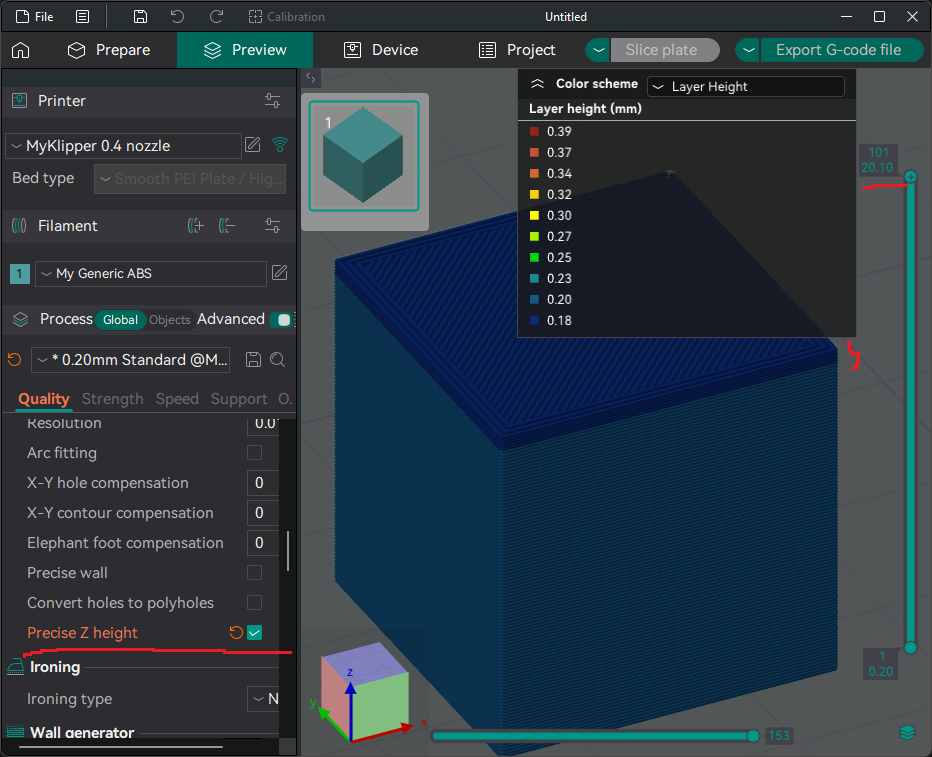 File
Calibration
Untitled
Prepare
Preview
Device
Project
Slice plate
Export G-code file
Printer
MyKlipper 0.4 nozzle
Bed type
Smooth PEI Plate / Hig...
Filament
1
My Generic ABS
Process
Global
Objects
Advanced
* 0.20mm Standard @M...
Quality
Strength
Speed
Support
O.
Resolution
0.01
Arc fitting
X-Y hole compensation
0
X-Y contour compensation
0
Elephant foot compensation
0
Precise wall
Convert holes to polyholes
Precise Z height
Ironing
Ironing type
N
Wall generator
1
Color scheme
Layer Height
Layer height (mm)
0.39
0.37
0.34
0.32
0.30
0.27
0.25
0.23
0.20
0.18
101
20.10
1
0.20
z
y
x
153